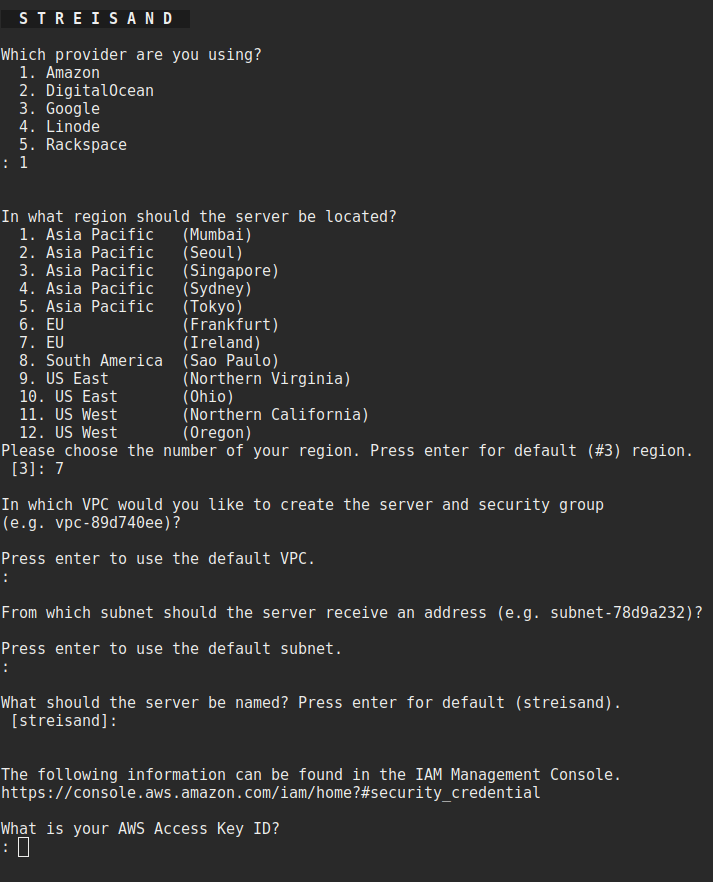 S T R E I S A N D
Which provider are you using?
1. Amazon
2. DigitalOcean
3. Google
4. Linode
5. Rackspace
: 1
In what region should the server be located?
1. Asia Pacific   (Mumbai)
2. Asia Pacific   (Seoul)
3. Asia Pacific   (Singapore)
4. Asia Pacific   (Sydney)
5. Asia Pacific   (Tokyo)
6. EU             (Frankfurt)
7. EU             (Ireland)
8. South America  (Sao Paulo)
9. US East        (Northern Virginia)
10. US East       (Ohio)
11. US West       (Northern California)
12. US West       (Oregon)
Please choose the number of your region. Press enter for default (#3) region.
[3]: 7
In which VPC would you like to create the server and security group
(e.g. vpc-89d740ee)?
Press enter to use the default VPC.
:
From which subnet should the server receive an address (e.g. subnet-78d9a232)?
Press enter to use the default subnet.
:
What should the server be named? Press enter for default (streisand).
[streisand]:
The following information can be found in the IAM Management Console.
https://console.aws.amazon.com/iam/home?#security_credential
What is your AWS Access Key ID?
: